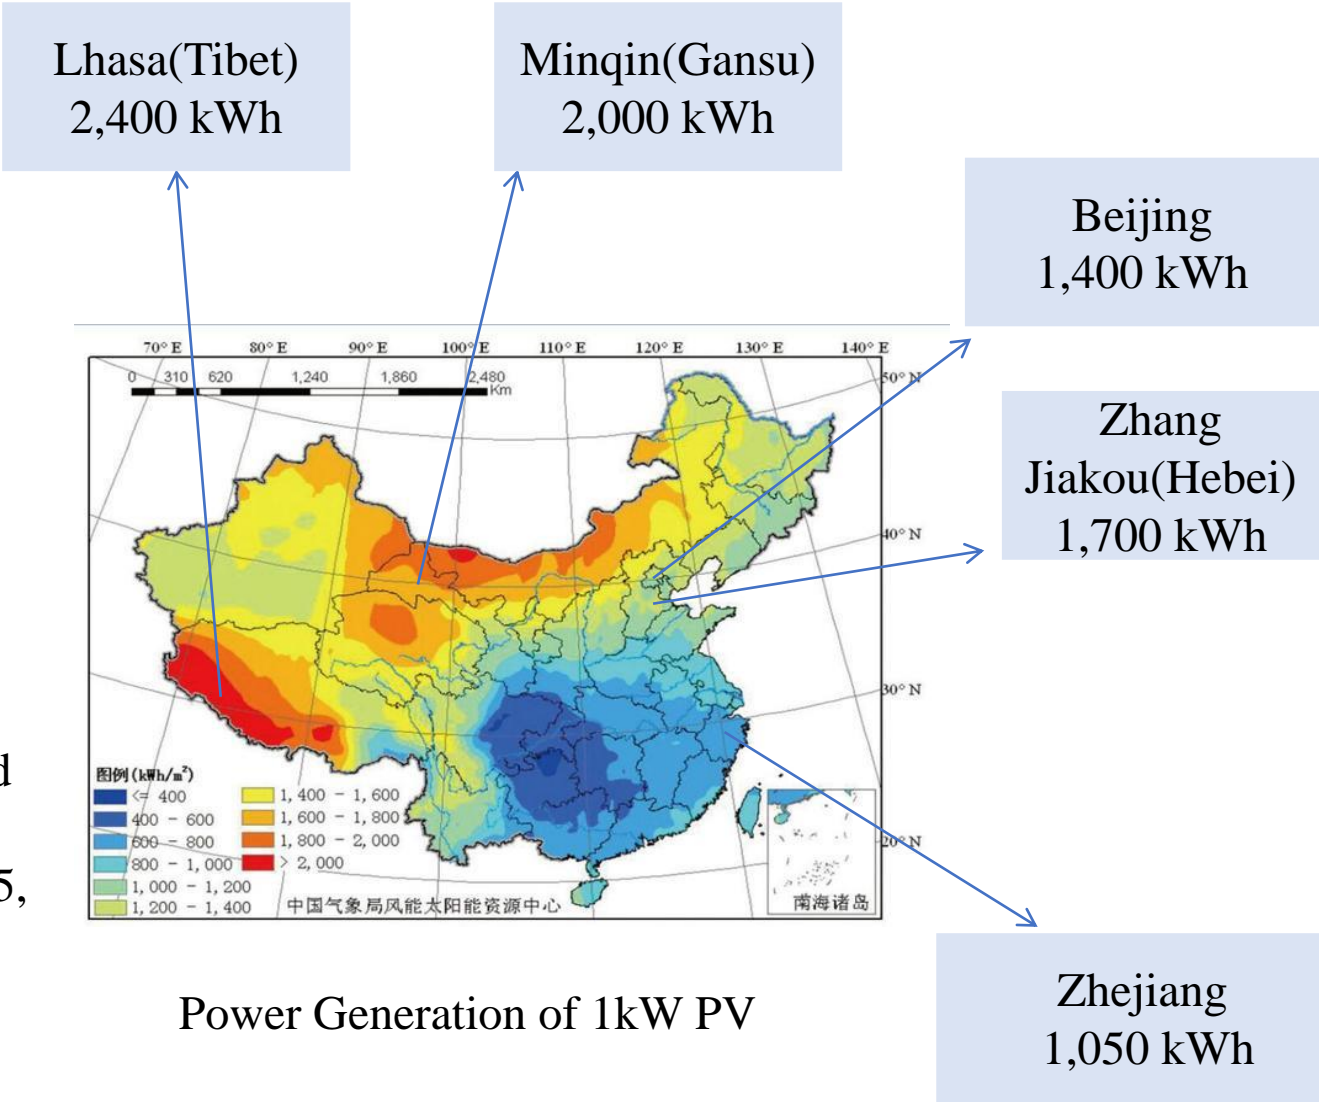 Lhasa(Tibet)
2,400 kWh
Minqin(Gansu)
2,000 kWh
Beijing
1,400 kWh
Zhang
Jiakou(Hebei)
1,700 kWh
70° E 80° E 90° E 100° E 110° E 120° E 130° E 140° E
0 310 620 1,240 1,860 2,480
Km
50° N
40° N
30° N
20° N
图例(kWh/m²)
<= 400
400 - 600
600 - 800
800 - 1,000
1,000 - 1,200
1,200 - 1,400
1,400 - 1,600
1,600 - 1,800
1,800 - 2,000
> 2,000
中国气象局风能太阳能资源中心
南海诸岛
d
5,
Power Generation of 1kW PV
Zhejiang
1,050 kWh